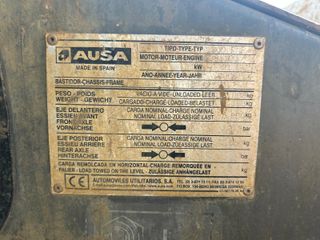 AUSA
MADE IN SPAIN
TIPO-TYPE-TYP
MOTOR-MOTEUR-ENGINE
kW
BASTIDOR-CHASSIS-FRAME
ANO-ANNEE-YEAR-JAHR
PESO - POIDS
WEIGHT - GEWICHT
VACIO-A VIDE-UNLOADED-LEER
kg
CARGADO-CHARGE-LOADED-BELASTET
kg
EJE DELANTERO
ESSIEU AVANT
FRONT AXLE
VORNACHSE
CARGA NOMINAL-CHARGE NOMINAL
NOMINAL LOAD-ZULÄSSIGE LAST
kg
bar
EJE POSTERIOR
ESSIEU ARRIERE
REAR AXLE
HINTERACHSE
CARGA NOMINAL-CHARGE NOMINAL
NOMINAL LOAD-ZULÄSSIGE LAST
kg
bar
CARGA REMOLCADA EN HORIZONTAL-CHARGE REMORQUÉE EN
PALIER - LOAD TOWED ON THE LEVEL - ZULÄSSIGE ANHÄNGELAST
kg
CE
AUTOMOVILES UTILITARIOS, S.A.